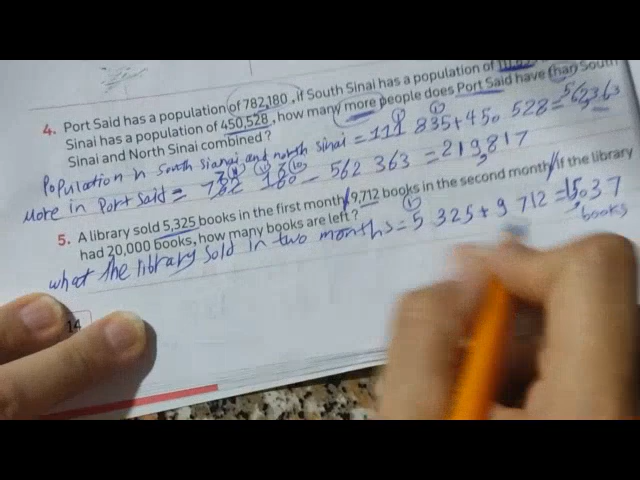 4. Port Said has a population of 782,180 , if South Sinai has a population of
Sinai has a population of 450,528 , how many more people does Port Said have than South
Sinai and North Sinai combined ?
Population in South sianai and north sinai = 111 835 + 450 528 = 562,363
more in Port said = 782 180 - 562 363 = 219,817
5. A library sold 5,325 books in the first month, 9,712 books in the second month, if the library
had 20,000 books, how many books are left ?
what the library sold in two months = 5 325 + 9 712 = 15,037
books
14